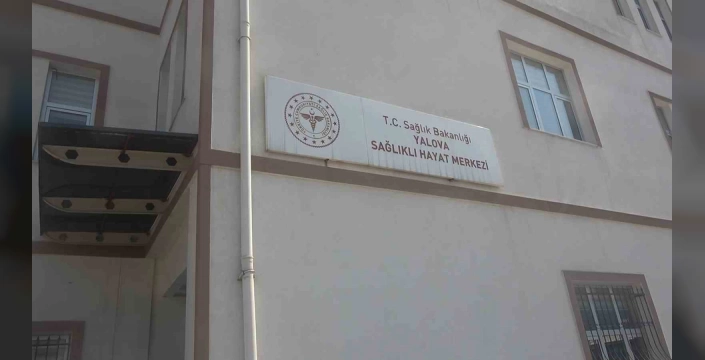 T.C. Sağlık Bakanlığı
YALOVA
SAĞLIKLI HAYAT MERKEZİ